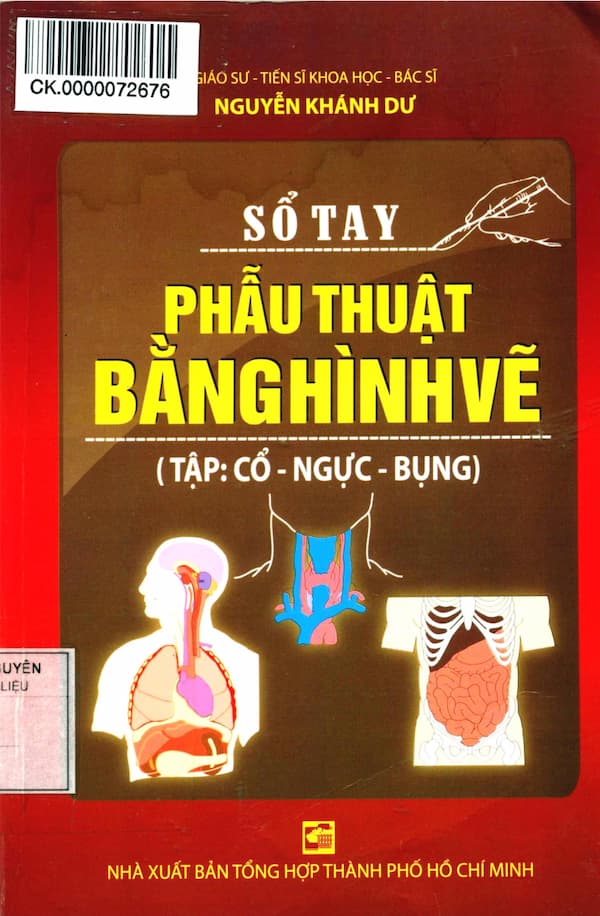 CK.0000072676
GIÁO SƯ - TIẾN SĨ KHOA HỌC - BÁC SĨ
NGUYỄN KHÁNH DƯ
SỔ TAY
PHẪU THUẬT
BẰNG HÌNH VẼ
(TẬP: CỔ - NGỰC - BỤNG)
GUYÊN
LIỆU
NHÀ XUẤT BẢN TỔNG HỢP THÀNH PHỐ HỒ CHÍ MINH